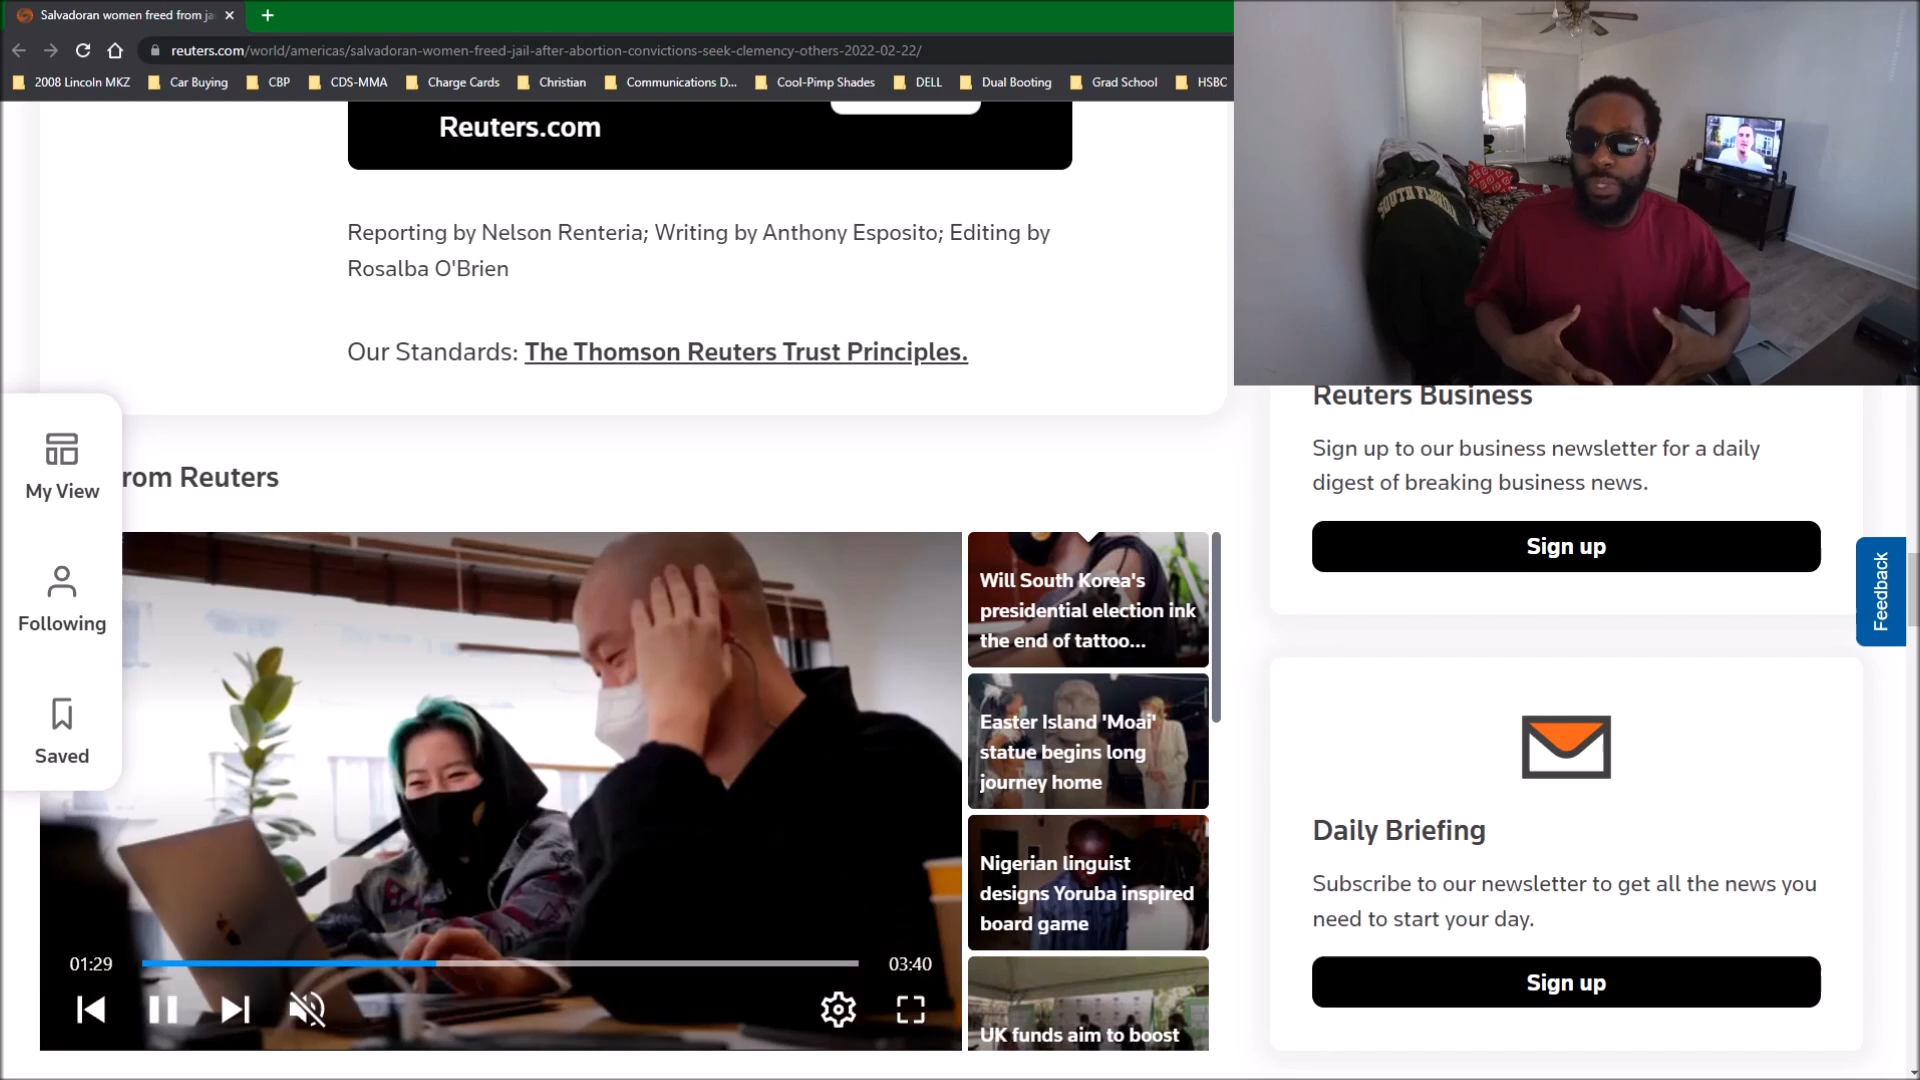 Salvadoran women freed from ja
reuters.com/world/americas/salvadoran-women-freed-jail-after-abortion-convictions-seek-clemency-others-2022-02-22/
2008 Lincoln MKZ
Car Buying
CBP
CDS-MMA
Charge Cards
Christian
Communications D...
Cool-Pimp Shades
DELL
Dual Booting
Grad School
HSBC
Reuters.com
SOUTH FLORIDA
Reporting by Nelson Renteria; Writing by Anthony Esposito; Editing by
Rosalba O'Brien
Our Standards: The Thomson Reuters Trust Principles.
Reuters Business
Sign up to our business newsletter for a daily
digest of breaking business news.
Sign up
My View
Following
Saved
rom Reuters
Will South Korea's
presidential election ink
the end of tattoo...
Easter Island 'Moai'
statue begins long
journey home
Nigerian linguist
designs Yoruba inspired
board game
UK funds aim to boost
01:29
03:40
Feedback
Daily Briefing
Subscribe to our newsletter to get all the news you
need to start your day.
Sign up